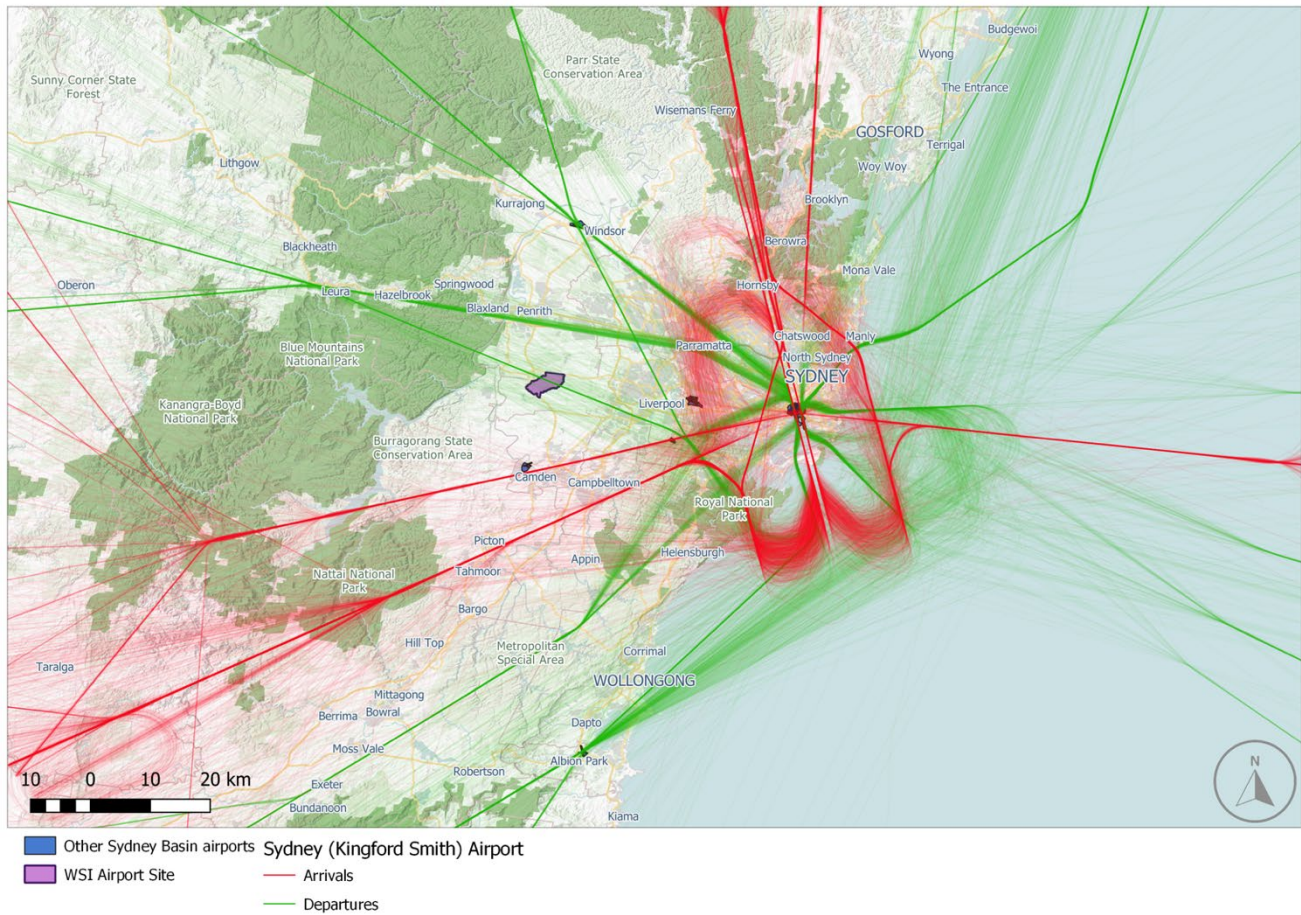 Budgewoi
Wyong
Parr State
Conservation Area
Sunny Corner State
Forest
The Entrance
Wisemans Ferry
GOSFORD
Terrigal
Lithgow
Woy Woy
Kurrajong
Brooklyn
Windsor
Blackheath
Berowra
Mona Vale
Oberon
Leura
Hazelbrook
Springwood
Hornsby
Blaxland
Penrith
Chatswood
Manly
Parramatta
Blue Mountains
National Park
North Sydney
SYDNEY
Kanangra-Boyd
National Park
Liverpool
Burragorang State
Conservation Area
Camden
Campbelltown
Royal National
Park
Picton
Helensburgh
Appin
Nattai National
Park
Tahmoor
Bargo
Hill Top
Metropolitan
Special Area
Corrimal
Taralga
WOLLONGONG
Mittagong
Berrima
Bowral
Dapto
Moss Vale
Albion Park
Robertson
Exeter
Bundanoon
Kiama
10 0 10 20 km
N
Other Sydney Basin airports
WSI Airport Site
Sydney (Kingford Smith) Airport
Arrivals
Departures